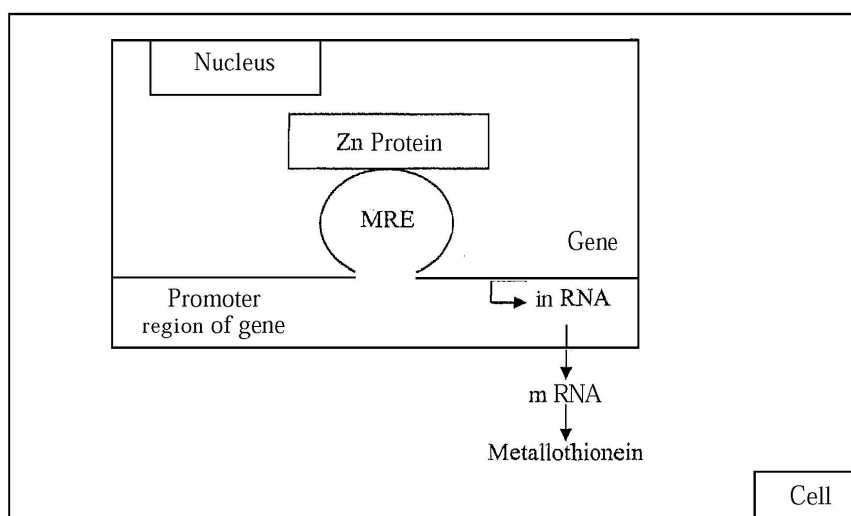 Nucleus
Zn Protein
MRE
Gene
Promoter
region of gene
in RNA
m RNA
Metallothionein
Cell